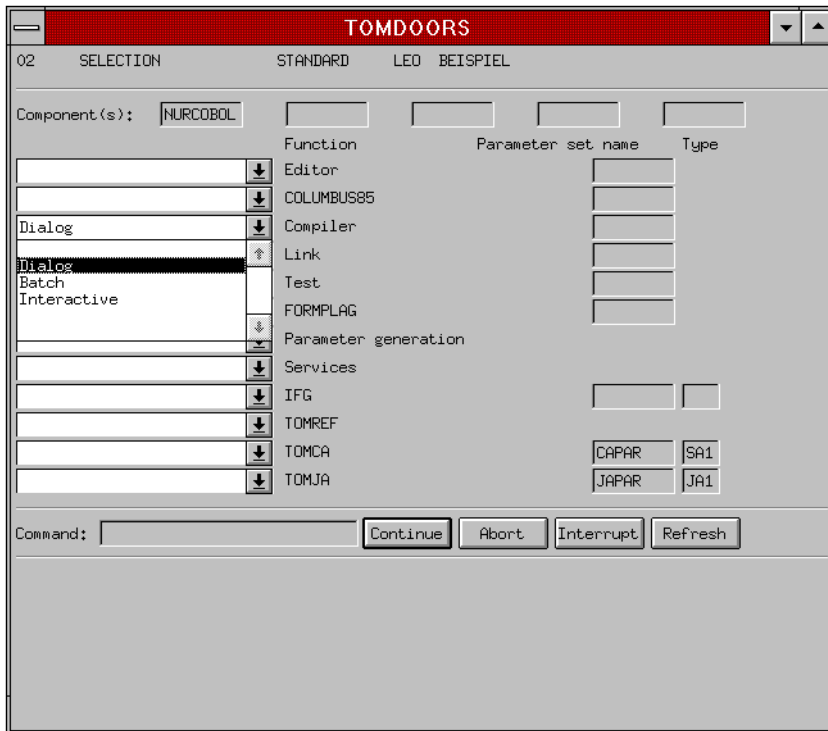 TOMDOORS
02 SELECTION STANDARD LEO BEISPIEL
Component(s): NURCOBOL
Function Parameter set name Type
Editor
COLUMBUS85
Dialog Compiler
Link
Dialog
Batch Test
Interactive
FORMPLAG
Parameter generation
Services
IFG
TOMREF
TOMCA CAPAR SA1
TOMJA JAPAR JA1
Command: Continue Abort Interrupt Refresh